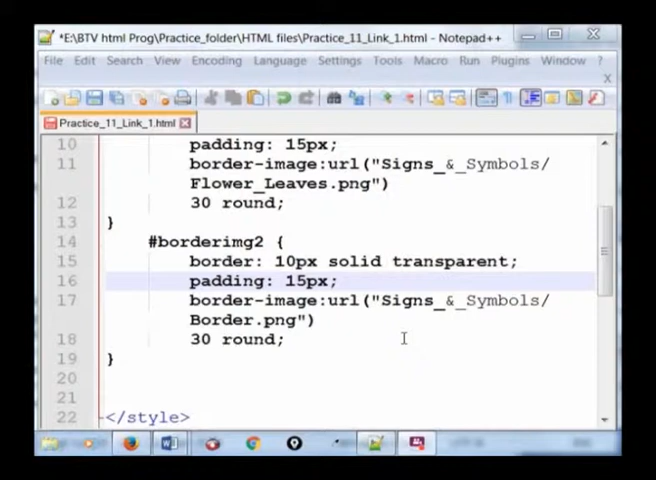 *E:\BTV html Prog\Practice_folder\HTML files\Practice_11_Link_1.html - Notepad++
File Edit Search View Encoding Language Settings Tools Macro Run Plugins Window
? X
Practice_11_Link_1.html
10 padding: 15px;
11 border-image:url("Signs_&_Symbols/
Flower_Leaves.png")
12 30 round;
13 }
14 #borderimg2 {
15 border: 10px solid transparent;
16 padding: 15px;
17 border-image:url("Signs_&_Symbols/
Border.png")
18 30 round;
19 }
20
21
22 </style>